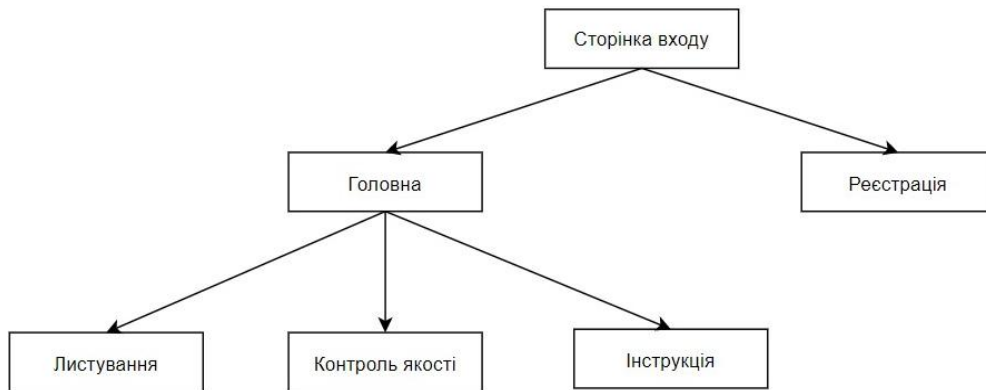 Сторінка входу
Головна
Реєстрація
Листування
Контроль якості
Інструкція